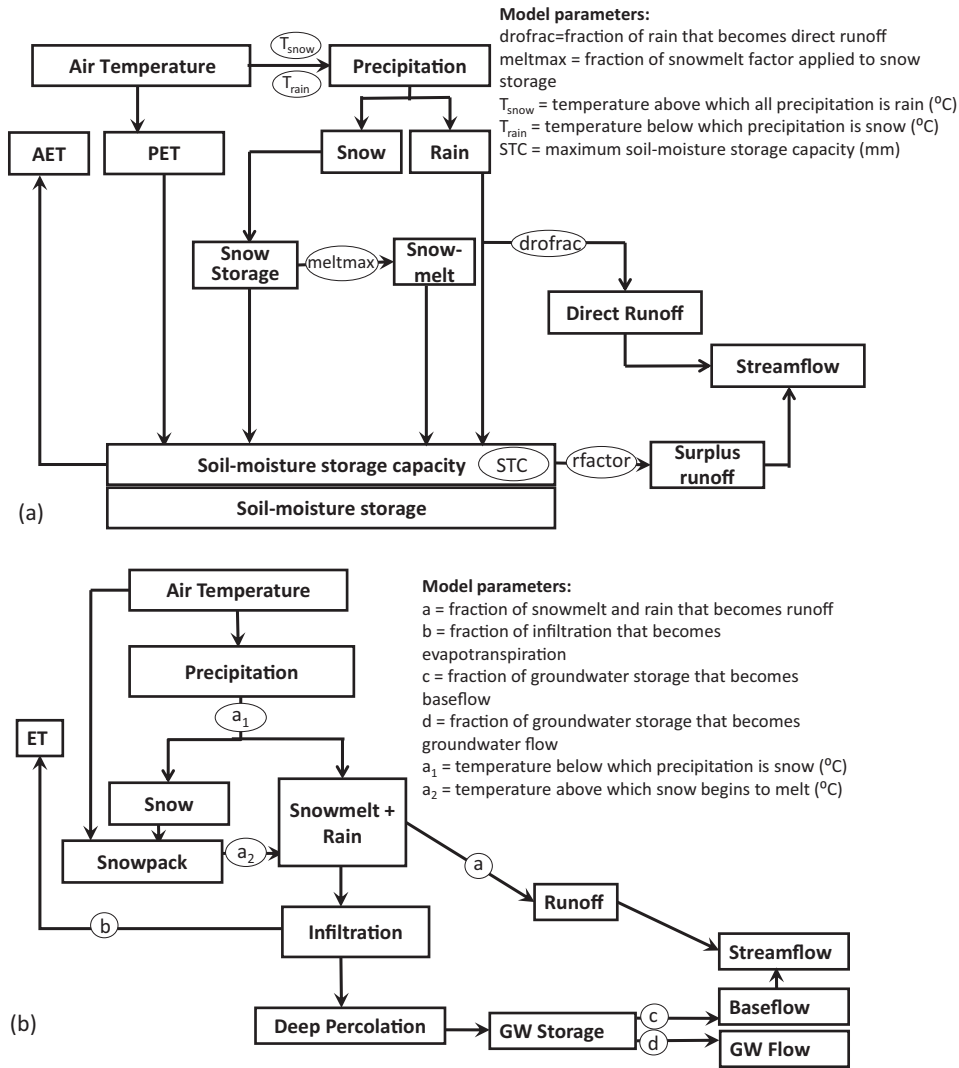 (a)
Model parameters:
drofrac=fraction of rain that becomes direct runoff
meltmax = fraction of snowmelt factor applied to snow
storage
Tsnow = temperature above which all precipitation is rain (⁰C)
Train = temperature below which precipitation is snow (⁰C)
STC = maximum soil-moisture storage capacity (mm)
Air Temperature
Tsnow
Train
Precipitation
AET
PET
Snow
Rain
Snow
Storage
meltmax
Snow-
melt
drofrac
Direct Runoff
Streamflow
Soil-moisture storage capacity
STC
rfactor
Surplus
runoff
Soil-moisture storage
(a)
Air Temperature
Model parameters:
a = fraction of snowmelt and rain that becomes runoff
b = fraction of infiltration that becomes
evapotranspiration
c = fraction of groundwater storage that becomes
baseflow
d = fraction of groundwater storage that becomes
groundwater flow
a₁ = temperature below which precipitation is snow (⁰C)
a₂ = temperature above which snow begins to melt (⁰C)
Precipitation
a₁
ET
Snow
Snowmelt +
Rain
Snowpack
a₂
a
Runoff
b
Infiltration
Streamflow
Deep Percolation
GW Storage
c
d
Baseflow
GW Flow
(b)